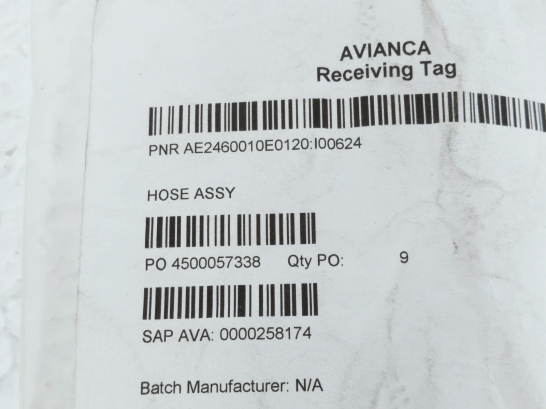 AVIANCA
Receiving Tag
PNR AE2460010E0120:I00624
HOSE ASSY
PO 4500057338 Qty PO: 9
SAP AVA: 0000258174
Batch Manufacturer: N/A